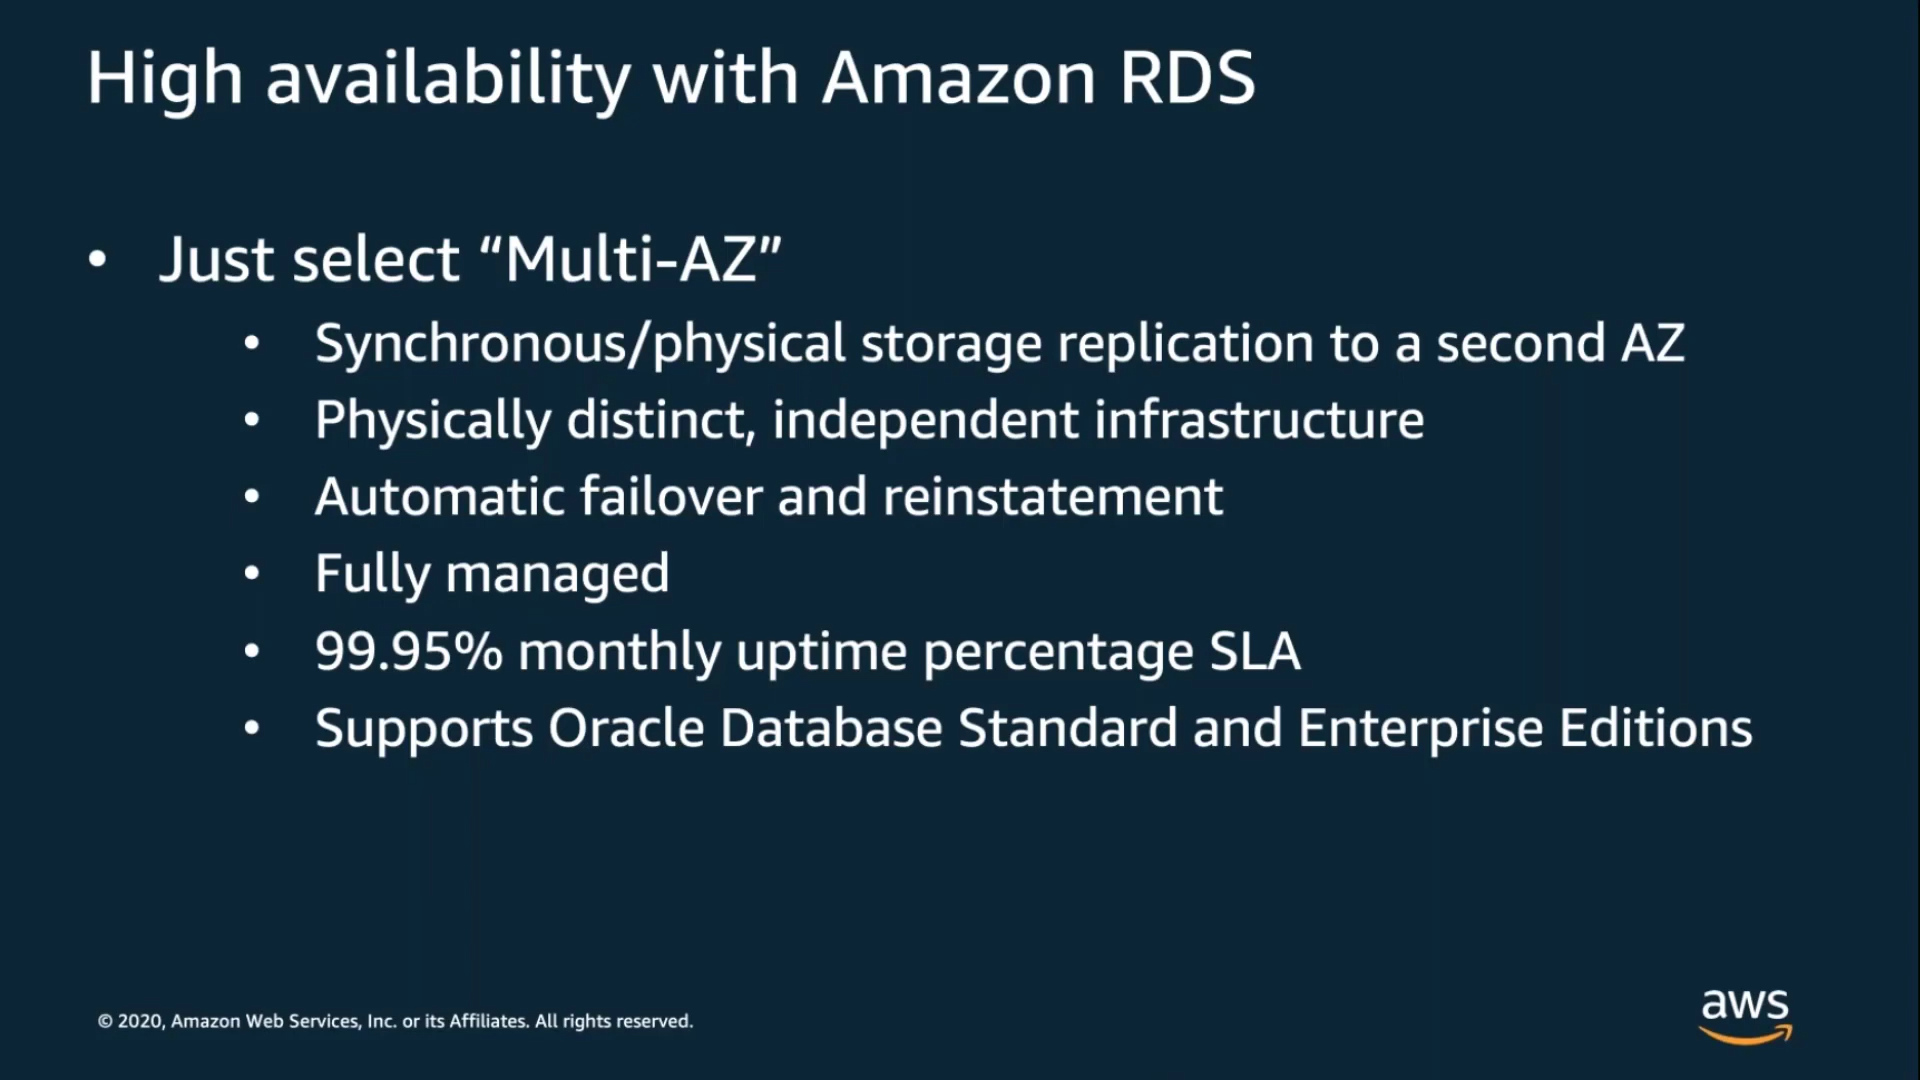 High availability with Amazon RDS
• Just select “Multi-AZ”
• Synchronous/physical storage replication to a second AZ
• Physically distinct, independent infrastructure
• Automatic failover and reinstatement
• Fully managed
• 99.95% monthly uptime percentage SLA
• Supports Oracle Database Standard and Enterprise Editions
© 2020, Amazon Web Services, Inc. or its Affiliates. All rights reserved.
aws